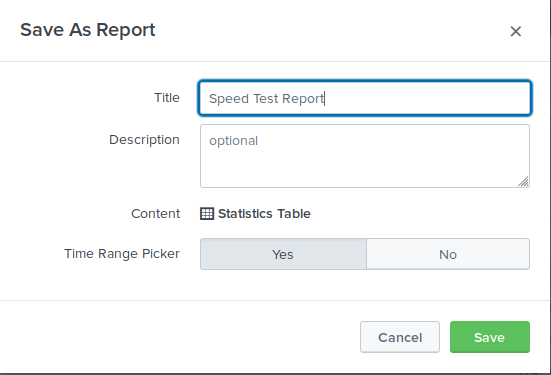 Save As Report
×
Title Speed Test Report
Description optional
Content Statistics Table
Time Range Picker Yes No
Cancel Save